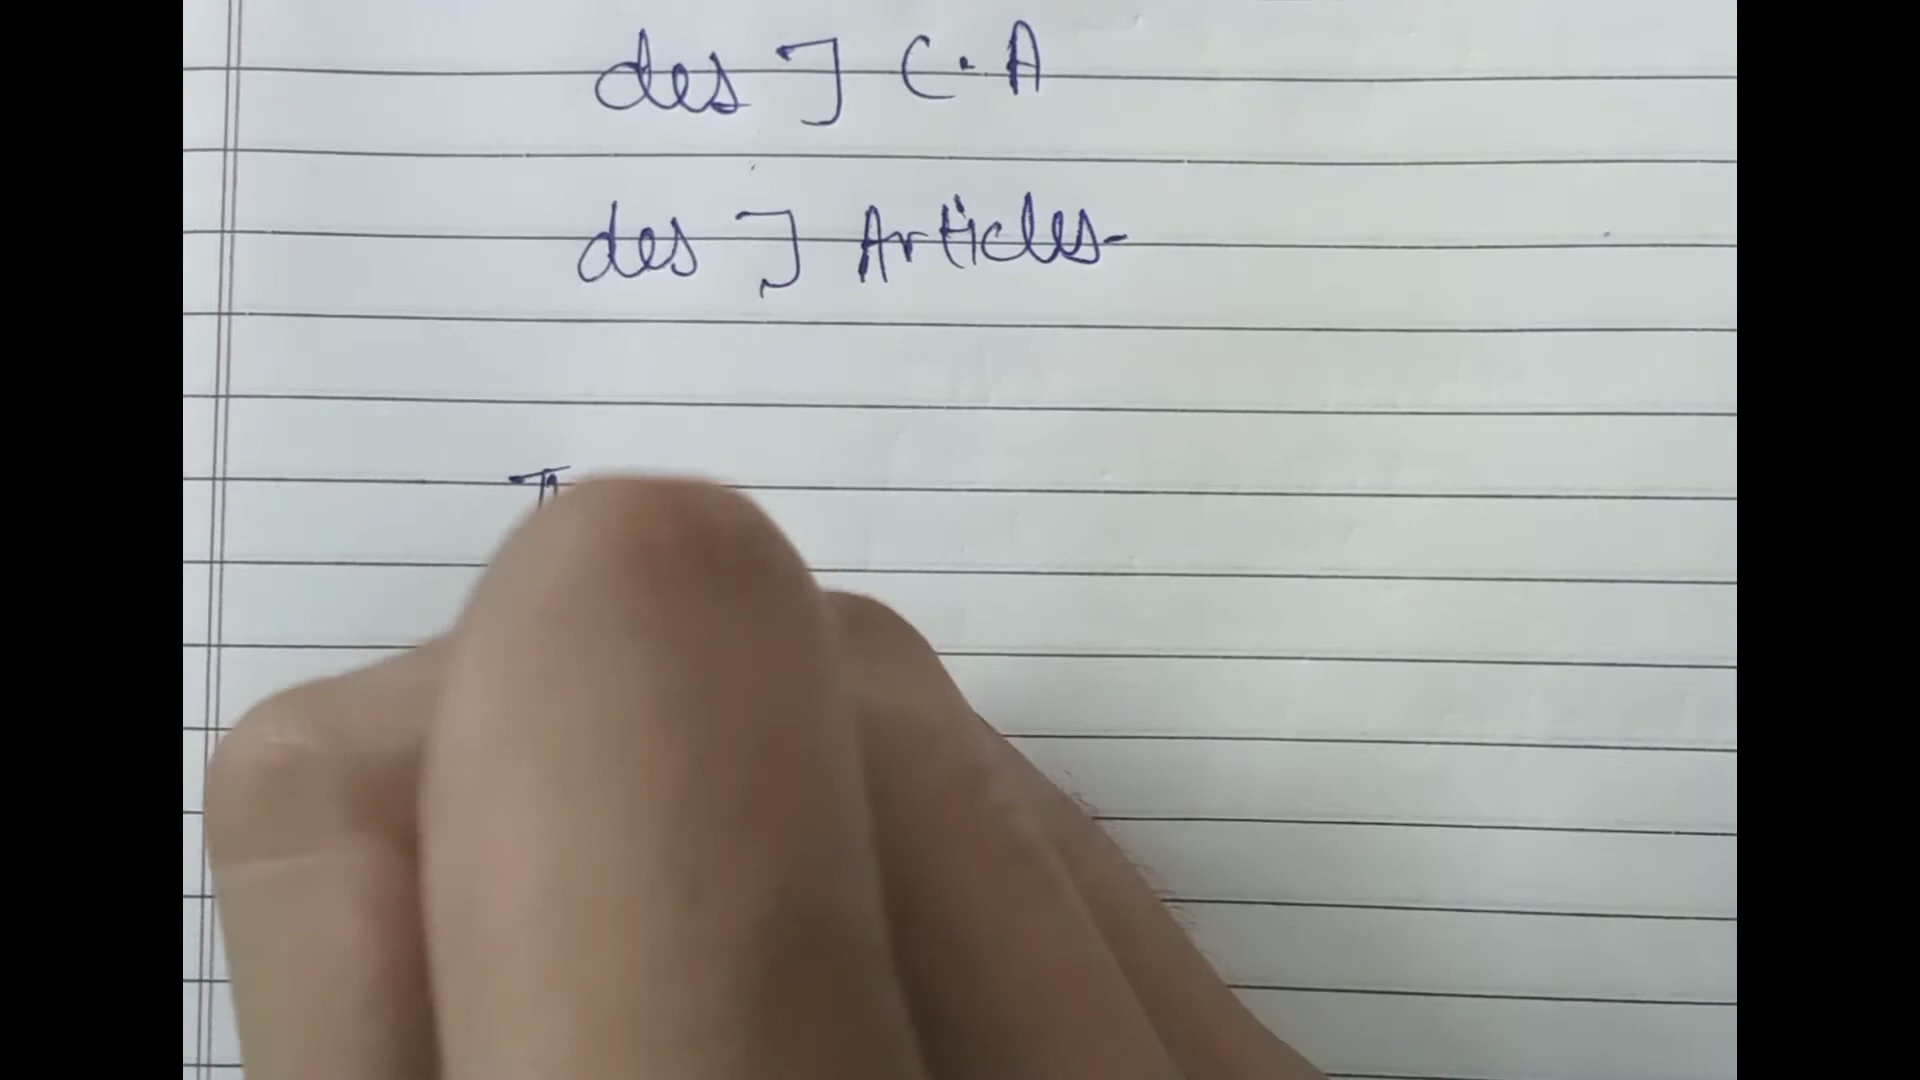 des ] C.A
des ] Articles-